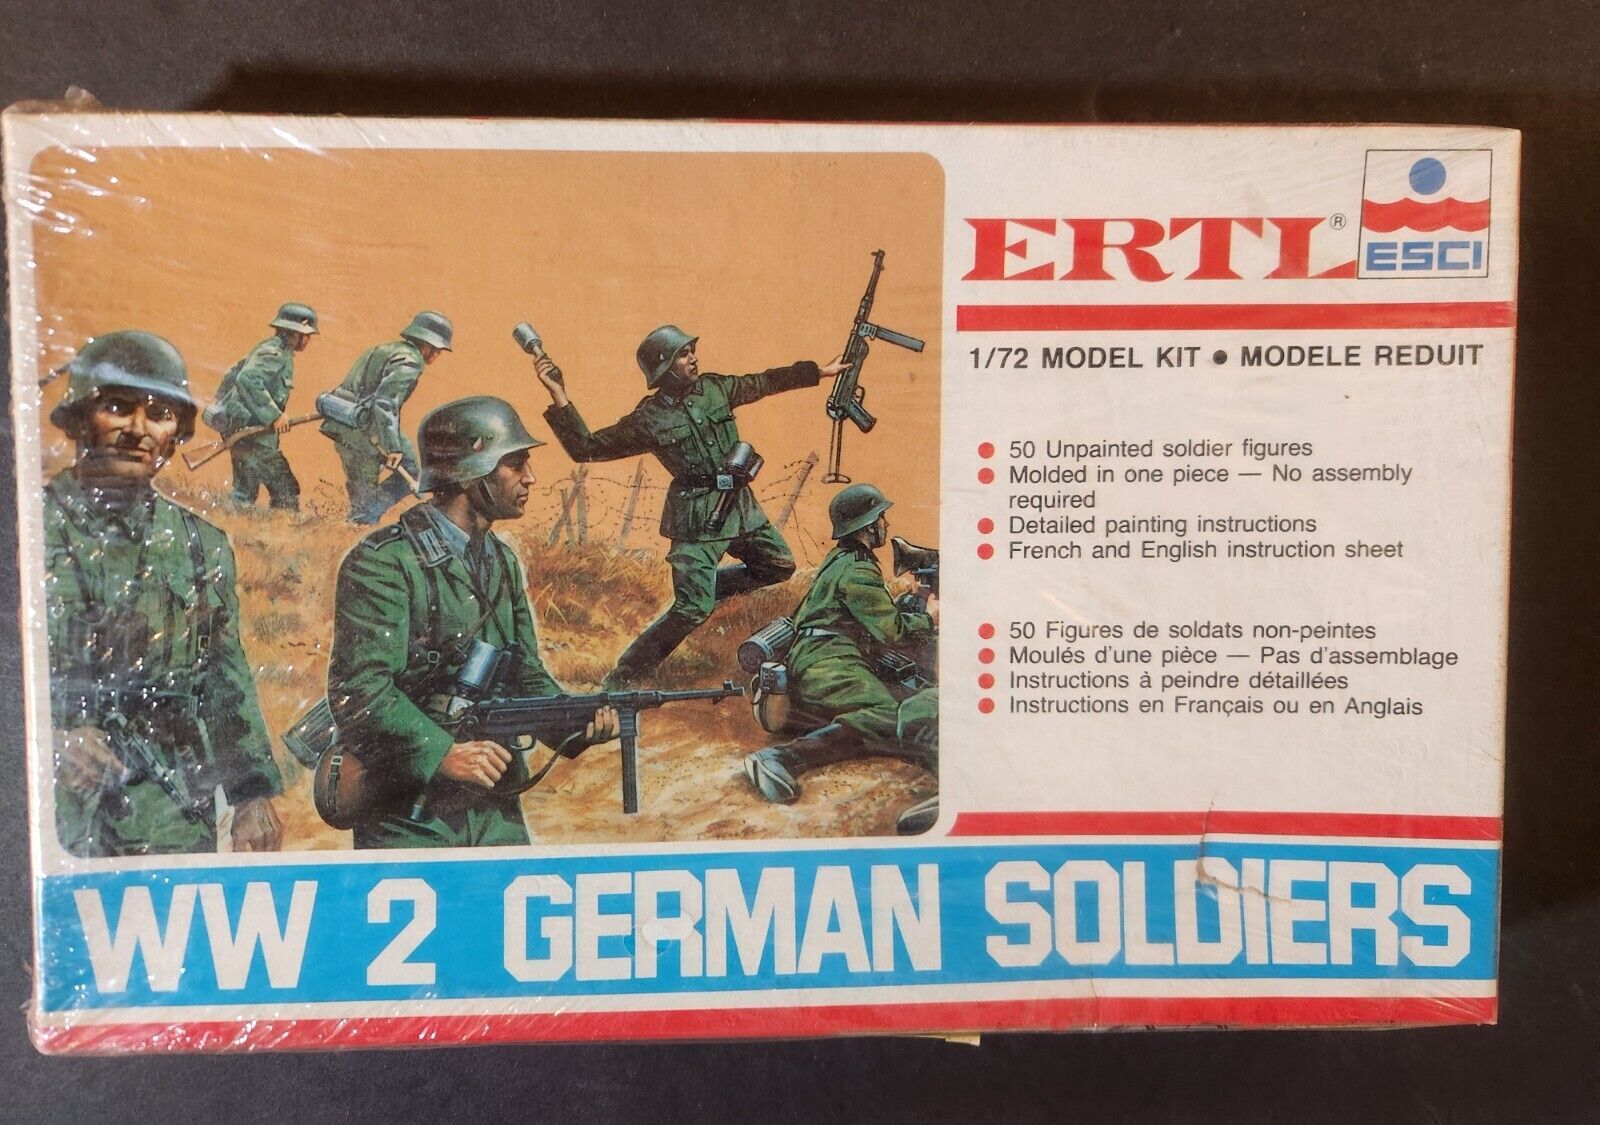 ERTL®
ESCI
1/72 MODEL KIT • MODELE REDUIT
• 50 Unpainted soldier figures
• Molded in one piece — No assembly
required
• Detailed painting instructions
• French and English instruction sheet
• 50 Figures de soldats non-peintes
• Moulés d'une pièce — Pas d'assemblage
• Instructions à peindre détaillées
• Instructions en Français ou en Anglais
WW 2 GERMAN SOLDIERS